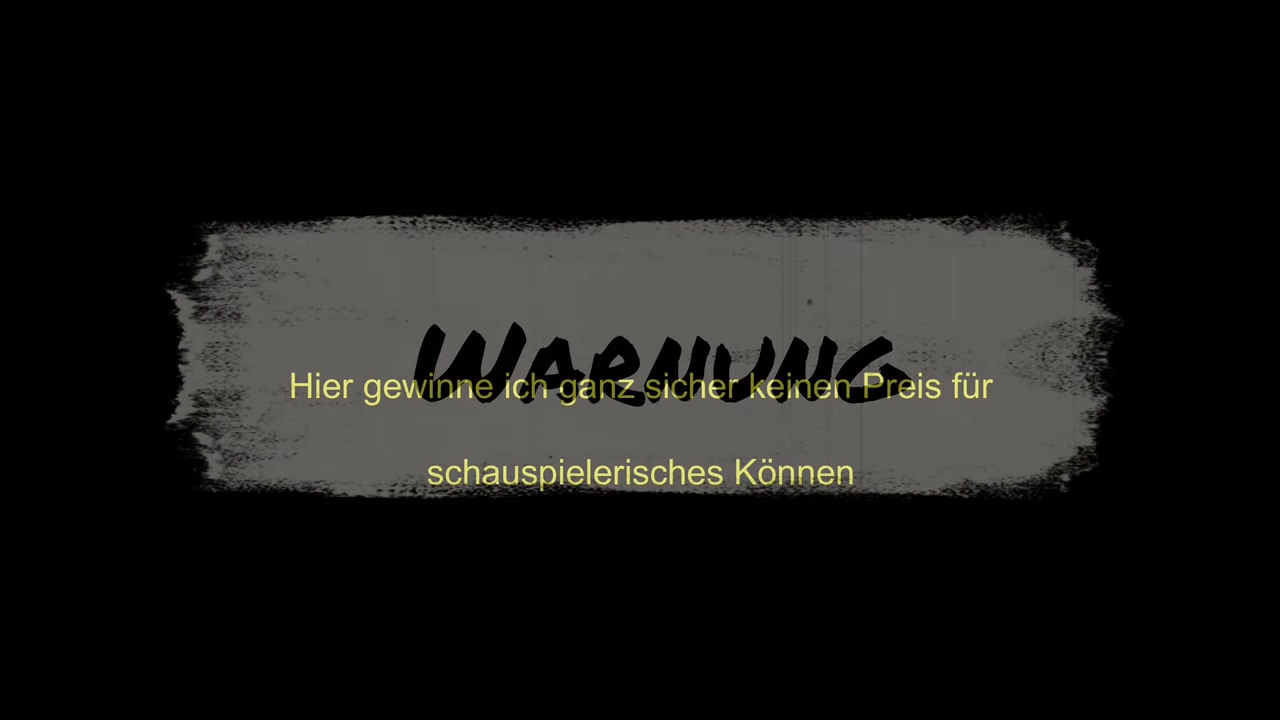 WARNUNG
Hier gewinne ich ganz sicher keinen Preis für
schauspielerisches Können